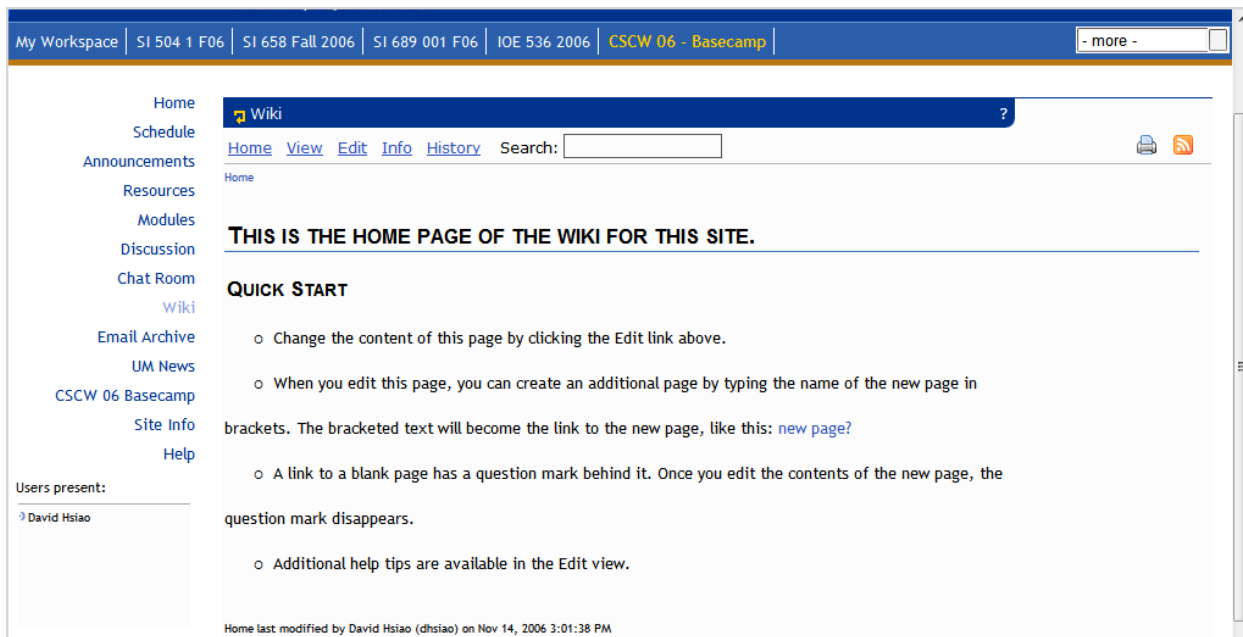 My Workspace | SI 504 1 F06 | SI 658 Fall 2006 | SI 689 001 F06 | IOE 536 2006 | CSCW 06 - Basecamp |
- more -
Home
Schedule
Announcements
Resources
Modules
Discussion
Chat Room
Wiki
Email Archive
UM News
CSCW 06 Basecamp
Site Info
Help
Users present:
David Hsiao
Wiki ?
Home View Edit Info History Search:
Home
THIS IS THE HOME PAGE OF THE WIKI FOR THIS SITE.
QUICK START
o Change the content of this page by clicking the Edit link above.
o When you edit this page, you can create an additional page by typing the name of the new page in
brackets. The bracketed text will become the link to the new page, like this: new page?
o A link to a blank page has a question mark behind it. Once you edit the contents of the new page, the
question mark disappears.
o Additional help tips are available in the Edit view.
Home last modified by David Hsiao (dhsiao) on Nov 14, 2006 3:01:38 PM